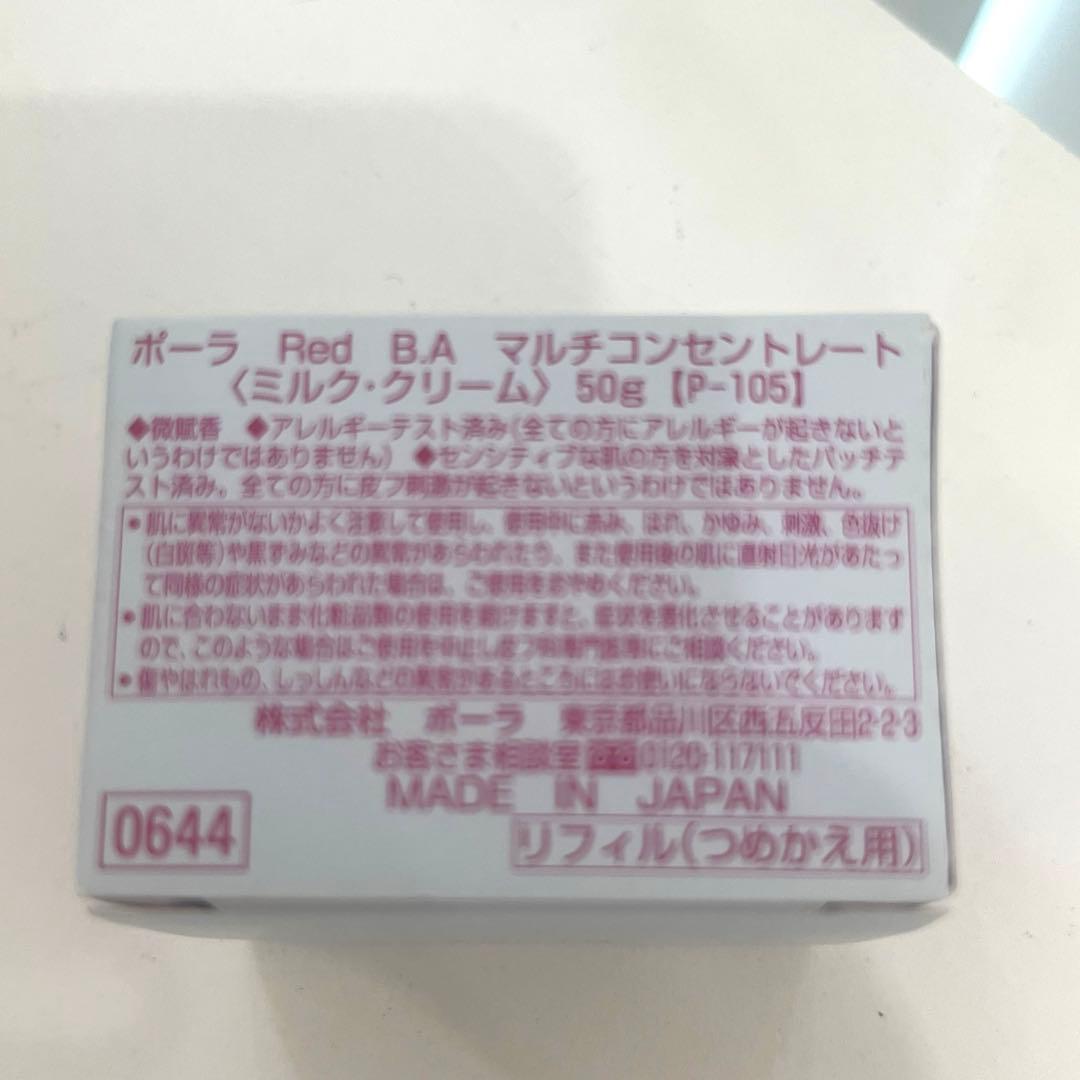 ポーラ Red B.A マルチコンセントレート
〈ミルク・クリーム〉 50g 【P-105】
◆微賦香 ◆アレルギーテスト済み(全ての方にアレルギーが起きないと
いうわけではありません) ◆センシティブな肌の方を対象としたパッチテ
スト済み。全ての方に皮フ刺激が起きないというわけではありません。
●肌に異常がないかよく注意して使用し、使用中に赤み、はれ、かゆみ、刺激、色抜け
(白斑等)や黒ずみなどの異常があらわれたり、また使用後の肌に直射日光があたっ
て同様の症状があらわれた場合は、ご使用をおやめください。
●肌に合わないまま化粧品類の使用を続けますと、症状を悪化させることがあります
ので、このような場合はご使用を中止し皮フ科専門医等にご相談ください。
●傷やはれもの、しっしんなどの異常があるところにはお使いにならないでください。
株式会社 ポーラ 東京都品川区西五反田2-2-3
お客さま相談室 0120-117111
MADE IN JAPAN
0644
リフィル(つめかえ用)